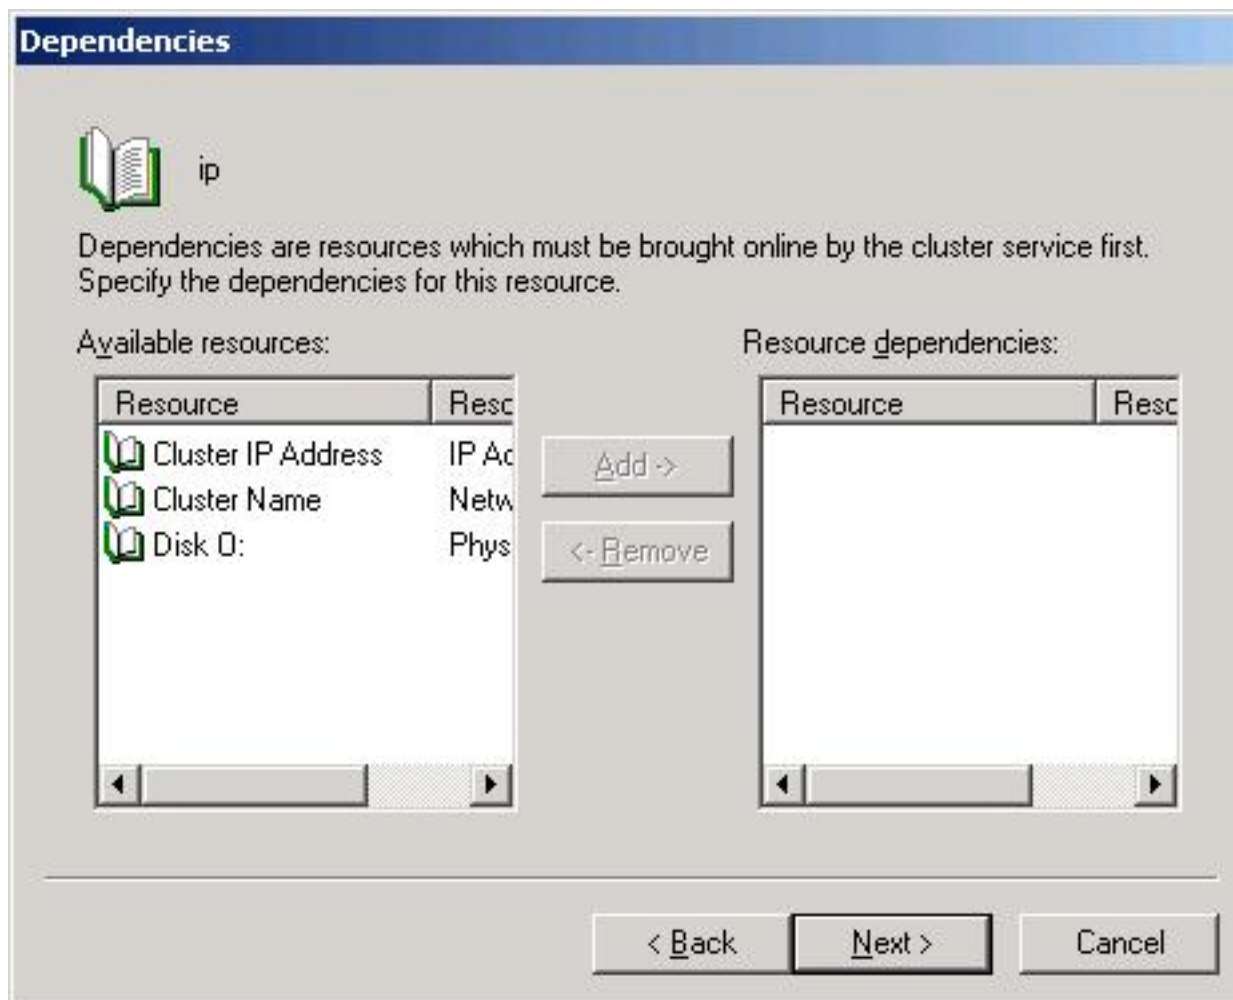 Dependencies
ip
Dependencies are resources which must be brought online by the cluster service first.
Specify the dependencies for this resource.
Available resources:
Resource dependencies:
Resource Resc
Cluster IP Address IP Ac
Cluster Name Netw
Disk O: Phys
Add ->
<- Remove
Resource Resc
< Back Next > Cancel